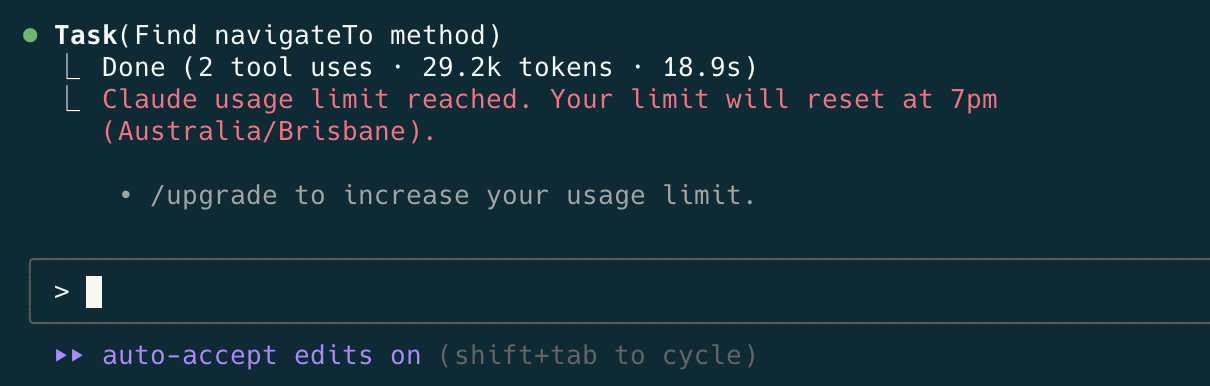 ● Task(Find navigateTo method)
⎿ Done (2 tool uses · 29.2k tokens · 18.9s)
⎿ Claude usage limit reached. Your limit will reset at 7pm
(Australia/Brisbane).
• /upgrade to increase your usage limit.
>
⏵⏵ auto-accept edits on (shift+tab to cycle)